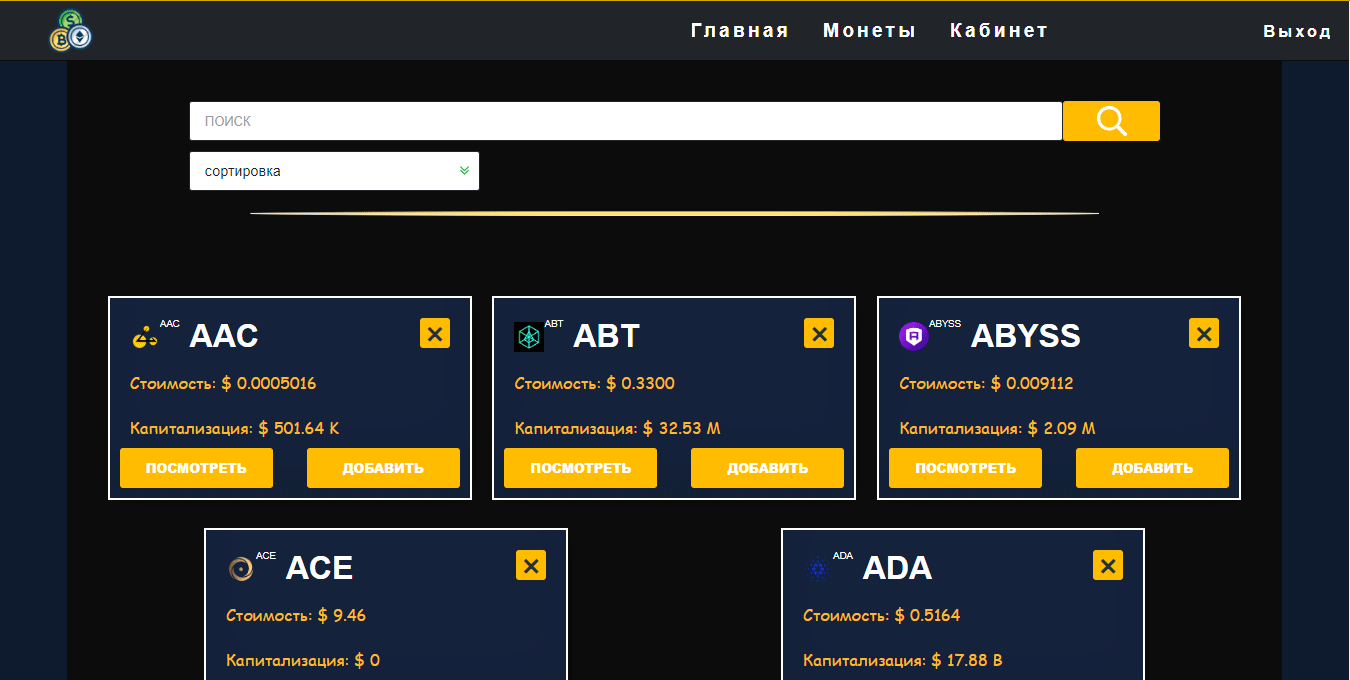 Главная Монеты Кабинет Выход
ПОИСК
сортировка
AAC AAC
Стоимость: $ 0.0005016
Капитализация: $ 501.64 K
ПОСМОТРЕТЬ ДОБАВИТЬ
ABT ABT
Стоимость: $ 0.3300
Капитализация: $ 32.53 M
ПОСМОТРЕТЬ ДОБАВИТЬ
ABYSS ABYSS
Стоимость: $ 0.009112
Капитализация: $ 2.09 M
ПОСМОТРЕТЬ ДОБАВИТЬ
ACE ACE
Стоимость: $ 9.46
Капитализация: $ 0
ADA ADA
Стоимость: $ 0.5164
Капитализация: $ 17.88 B